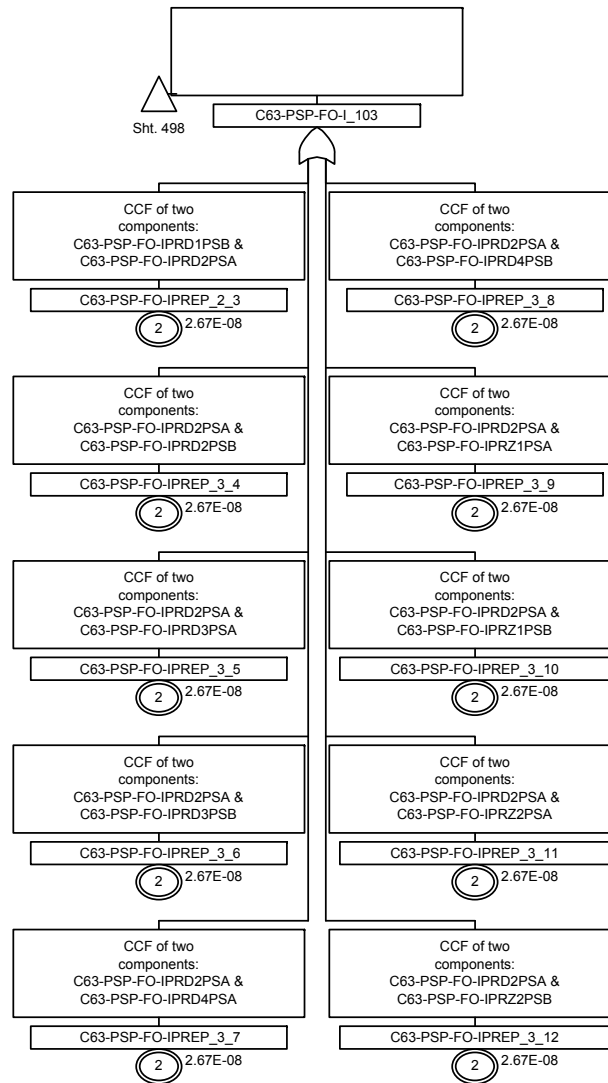 Sht. 498
C63-PSP-FO-I_103
CCF of two
components:
C63-PSP-FO-IPRD1PSB &
C63-PSP-FO-IPRD2PSA
C63-PSP-FO-IPREP_2_3
2
2.67E-08
CCF of two
components:
C63-PSP-FO-IPRD2PSA &
C63-PSP-FO-IPRD4PSB
C63-PSP-FO-IPREP_3_8
2
2.67E-08
CCF of two
components:
C63-PSP-FO-IPRD2PSA &
C63-PSP-FO-IPRD2PSB
C63-PSP-FO-IPREP_3_4
2
2.67E-08
CCF of two
components:
C63-PSP-FO-IPRD2PSA &
C63-PSP-FO-IPRZ1PSA
C63-PSP-FO-IPREP_3_9
2
2.67E-08
CCF of two
components:
C63-PSP-FO-IPRD2PSA &
C63-PSP-FO-IPRD3PSA
C63-PSP-FO-IPREP_3_5
2
2.67E-08
CCF of two
components:
C63-PSP-FO-IPRD2PSA &
C63-PSP-FO-IPRZ1PSB
C63-PSP-FO-IPREP_3_10
2
2.67E-08
CCF of two
components:
C63-PSP-FO-IPRD2PSA &
C63-PSP-FO-IPRD3PSB
C63-PSP-FO-IPREP_3_6
2
2.67E-08
CCF of two
components:
C63-PSP-FO-IPRD2PSA &
C63-PSP-FO-IPRZ2PSA
C63-PSP-FO-IPREP_3_11
2
2.67E-08
CCF of two
components:
C63-PSP-FO-IPRD2PSA &
C63-PSP-FO-IPRD4PSA
C63-PSP-FO-IPREP_3_7
2
2.67E-08
CCF of two
components:
C63-PSP-FO-IPRD2PSA &
C63-PSP-FO-IPRZ2PSB
C63-PSP-FO-IPREP_3_12
2
2.67E-08